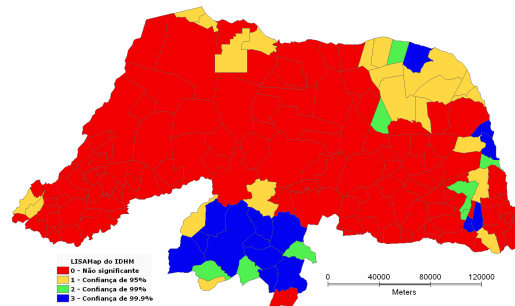 LISAMap do IDHM
0 - Não significante
1 - Confiança de 95%
2 - Confiança de 99%
3 - Confiança de 99.9%
0 40000 80000 120000
Meters